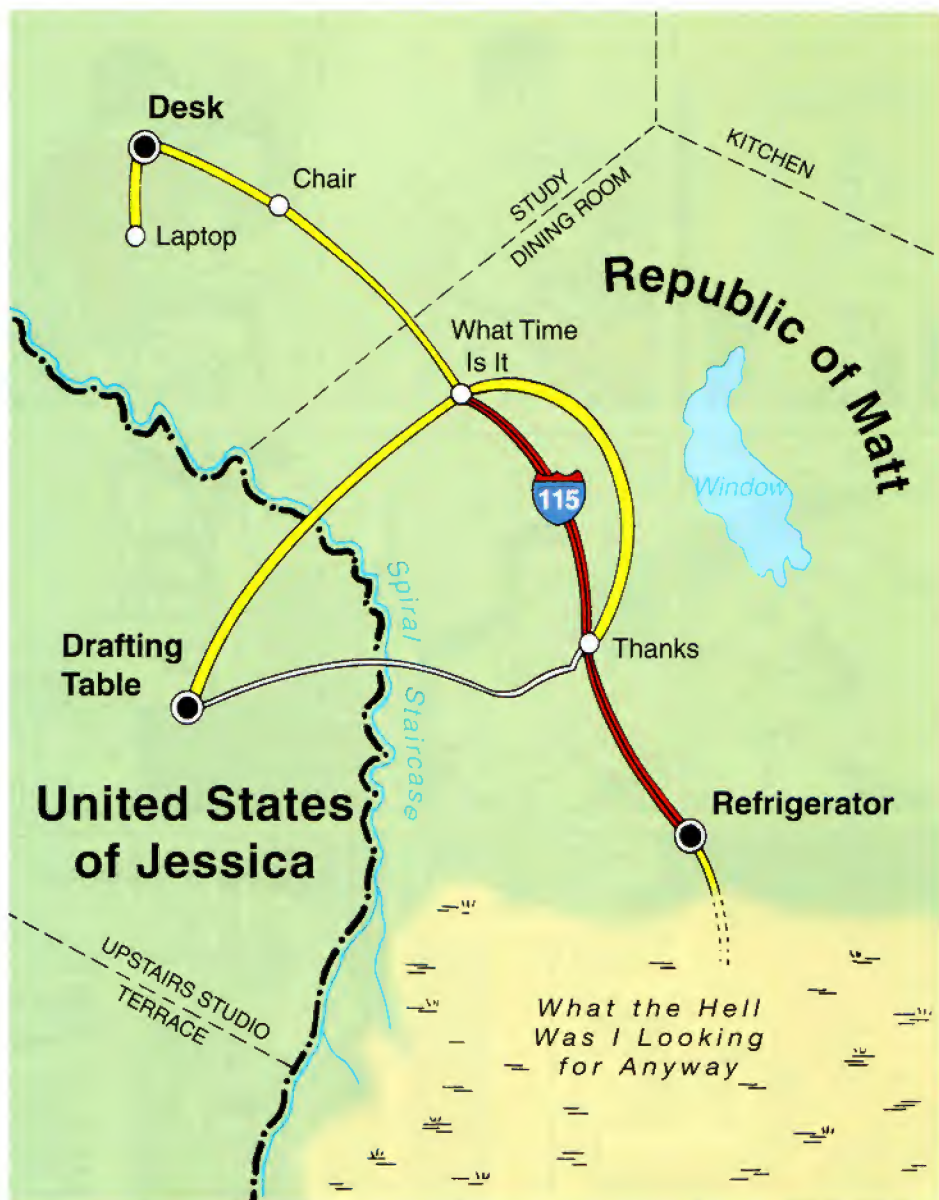 Desk
Chair
Laptop
STUDY
DINING ROOM
KITCHEN
Republic of Matt
What Time
Is It
115
Window
Spiral Staircase
Drafting
Table
Thanks
United States
of Jessica
Refrigerator
UPSTAIRS STUDIO
TERRACE
What the Hell
Was I Looking
for Anyway